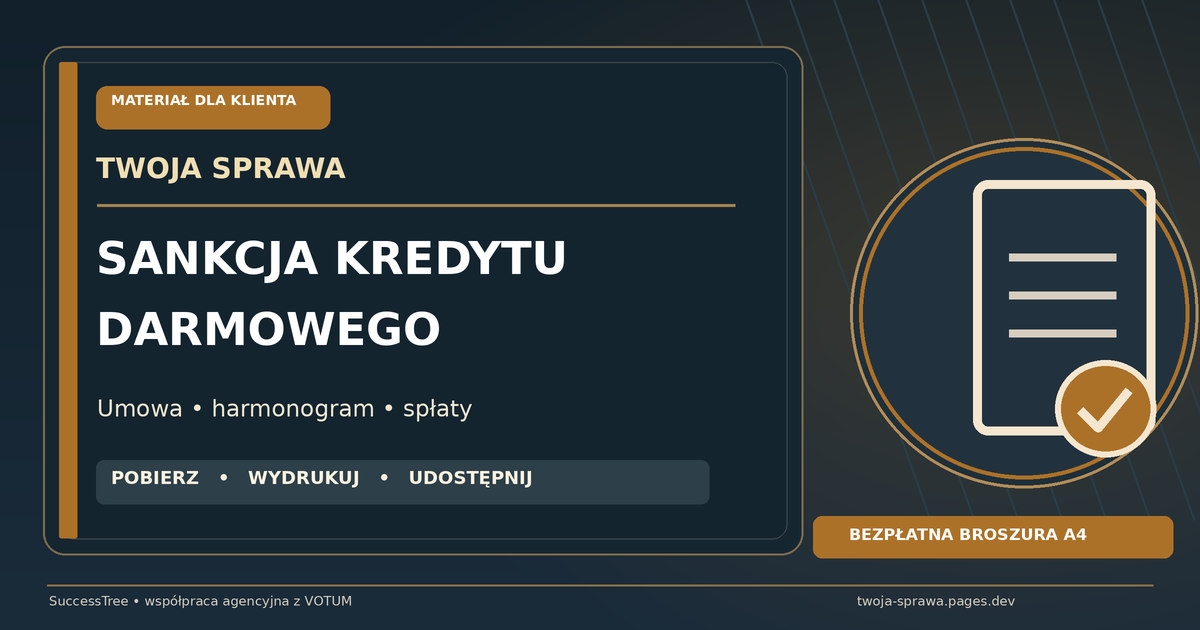 MATERIAŁ DLA KLIENTA
TWOJA SPRAWA
SANKCJA KREDYTU
DARMOWEGO
Umowa • harmonogram • spłaty
POBIERZ • WYDRUKUJ • UDOSTĘPNIJ
BEZPŁATNA BROSZURA A4
SuccessTree • współpraca agencyjna z VOTUM
twoja-sprawa.pages.dev